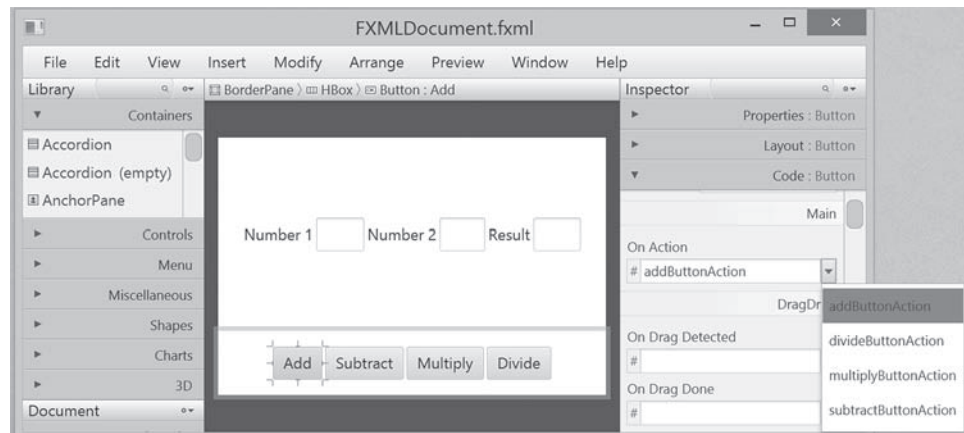 FXMLDocument.fxml
File Edit View Insert Modify Arrange Preview Window Help
Library
BorderPane HBox Button : Add
Inspector
Containers
Accordion
Accordion (empty)
AnchorPane
Controls
Menu
Miscellaneous
Shapes
Charts
3D
Document
Number 1
Number 2
Result
Add
Subtract
Multiply
Divide
Properties : Button
Layout : Button
Code : Button
Main
On Action
# addButtonAction
DragDr
On Drag Detected
#
On Drag Done
#
addButtonAction
divideButtonAction
multiplyButtonAction
subtractButtonAction